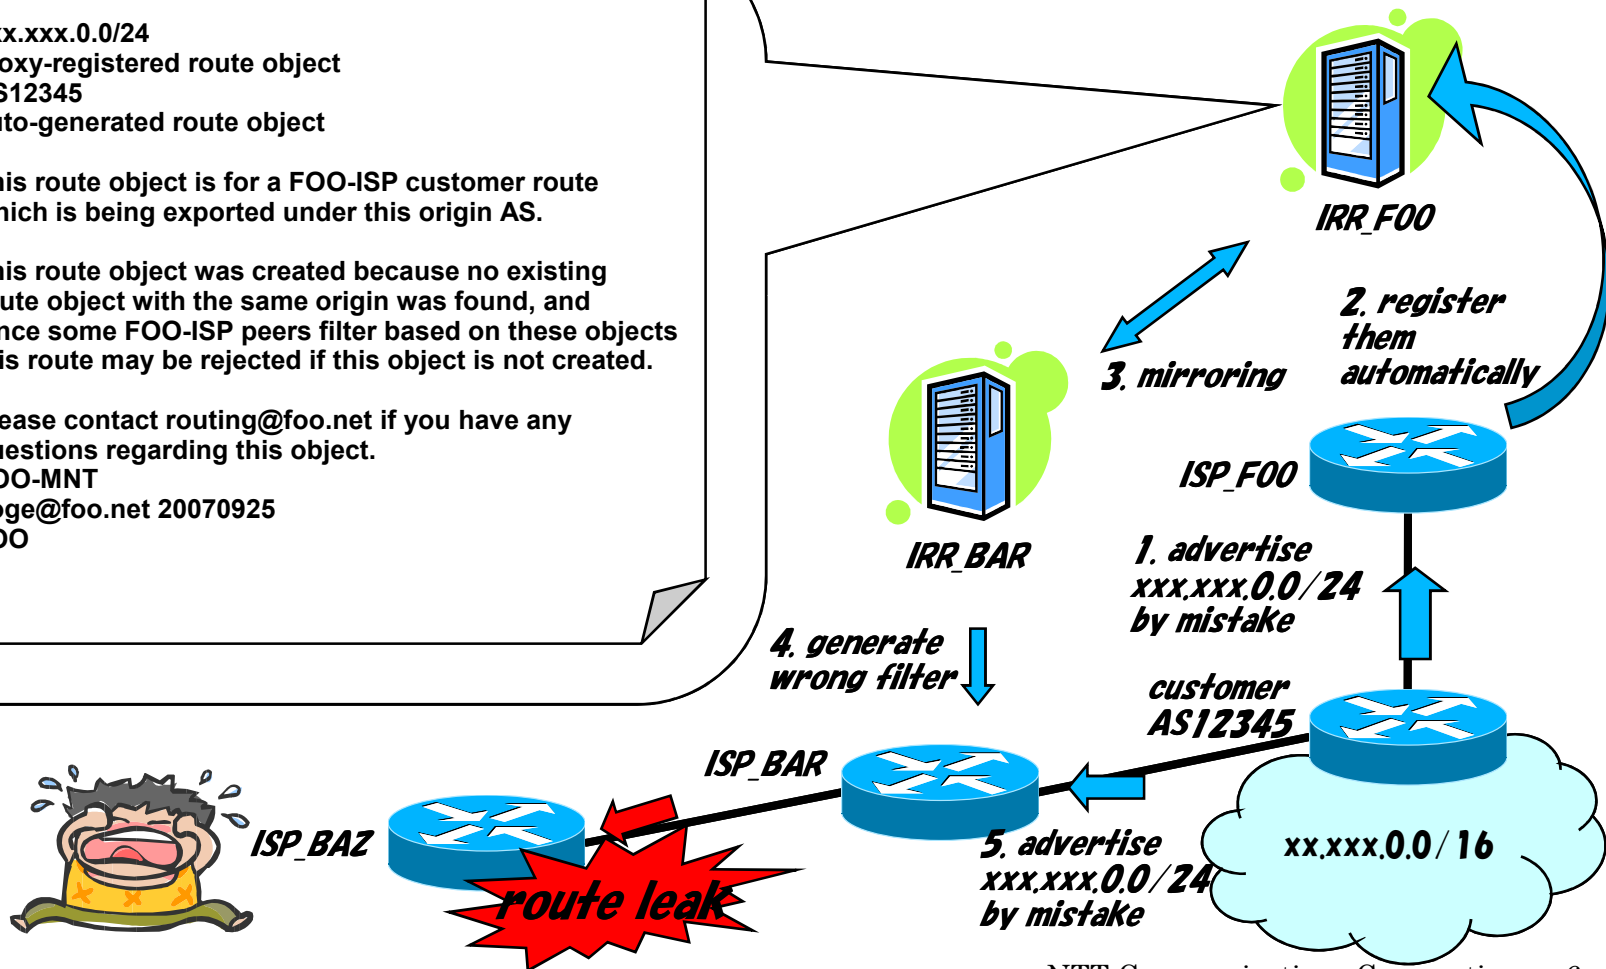 xx.xxx.0.0/24
oxy-registered route object
S12345
uto-generated route object
his route object is for a FOO-ISP customer route
hich is being exported under this origin AS.
his route object was created because no existing
ute object with the same origin was found, and
nce some FOO-ISP peers filter based on these objects
is route may be rejected if this object is not created.
ease contact routing@foo.net if you have any
uestions regarding this object.
OO-MNT
oge@foo.net 20070925
OO
IRR_FOO
2. register
them
automatically
3. mirroring
ISP_FOO
IRR_BAR
1. advertise
xxx.xxx.0.0/24
by mistake
4. generate
wrong filter
customer
AS12345
ISP_BAR
ISP_BAZ
xx.xxx.0.0/16
5. advertise
xxx.xxx.0.0/24
by mistake
route leak